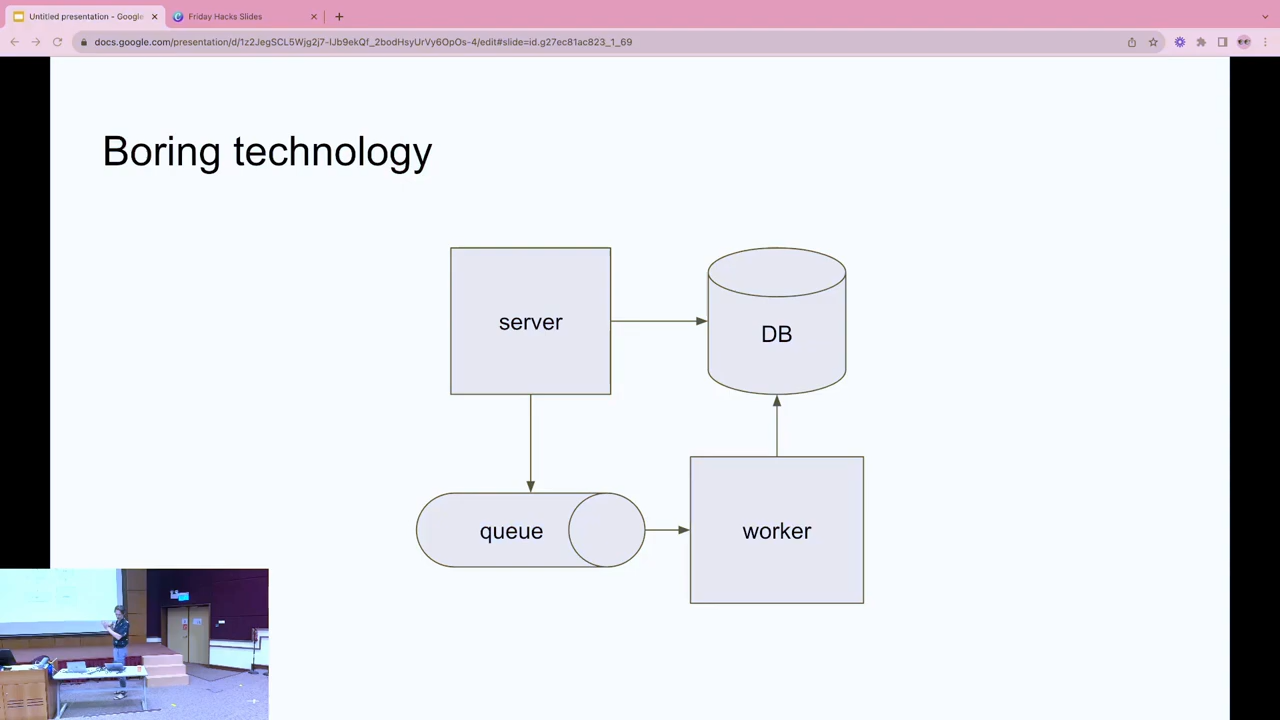 Untitled presentation - Google
Friday Hacks Slides
docs.google.com/presentation/d/1z2JegSCL5Wjg2j7-IJb9ekQf_2bodHsyUrVy6OpOs-4/edit#slide=id.g27ec81ac823_1_69
Boring technology
server
DB
queue
worker